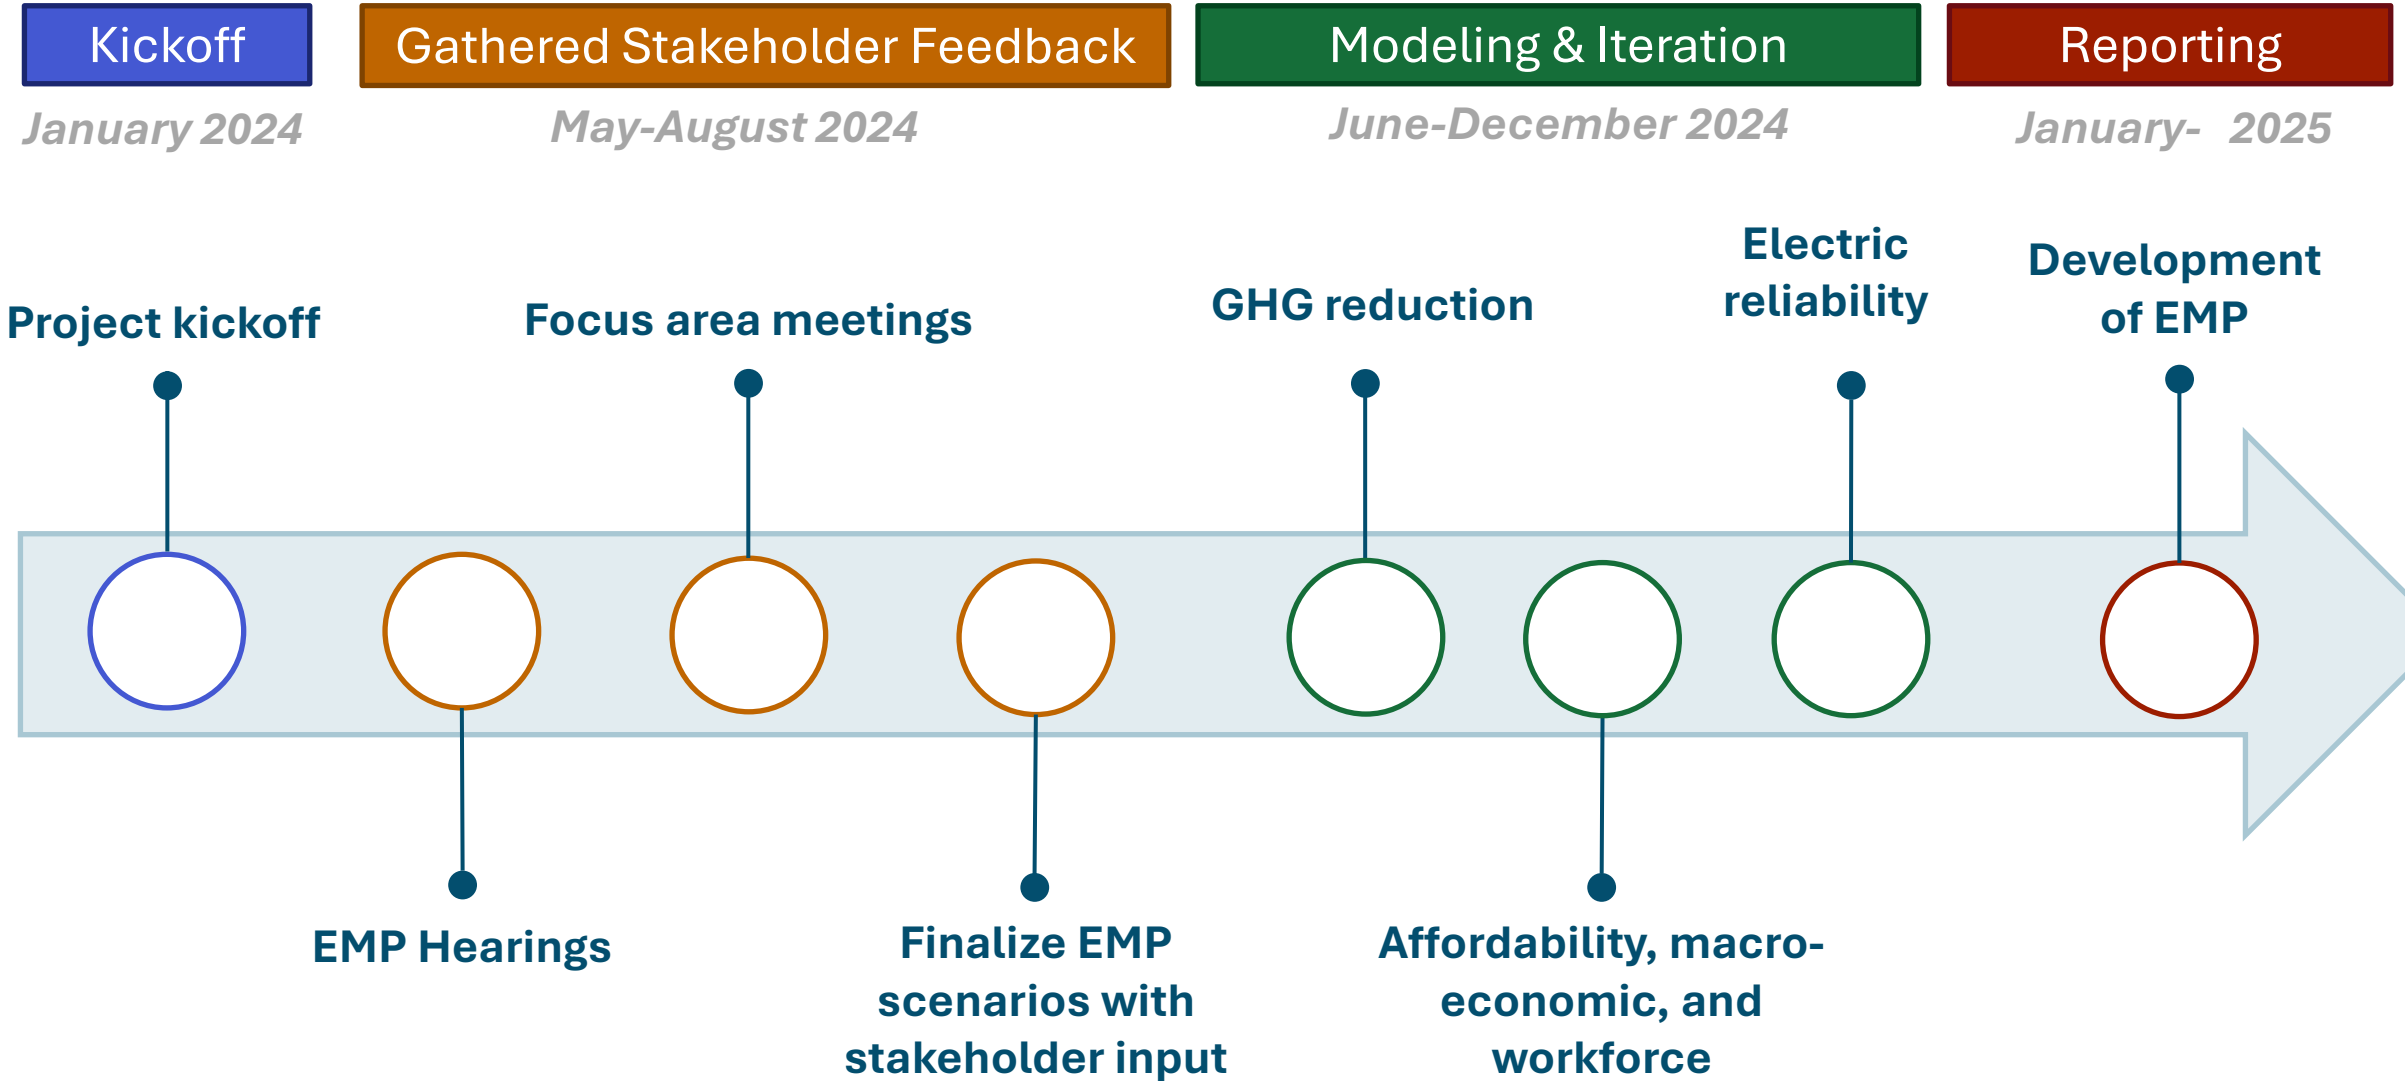 Kickoff
Gathered Stakeholder Feedback
Modeling & Iteration
Reporting
January 2024
May-August 2024
June-December 2024
January- 2025
Project kickoff
Focus area meetings
GHG reduction
Electric
reliability
Development
of EMP
EMP Hearings
Finalize EMP
scenarios with
stakeholder input
Affordability, macro-
economic, and
workforce